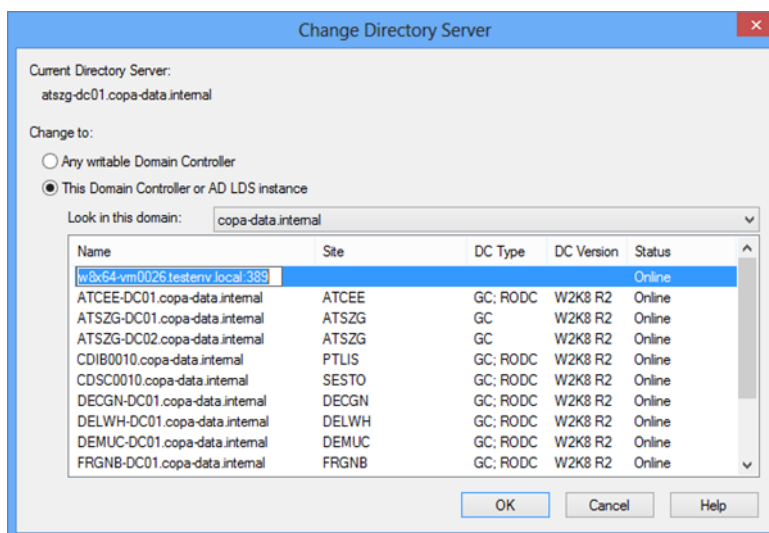 Change Directory Server
Current Directory Server:
atszg-dc01.copa-data.internal
Change to:
Any writable Domain Controller
This Domain Controller or AD LDS instance
Look in this domain: copa-data.internal
Name Site DC Type DC Version Status
w8x64-vm0026.testenv.local:389 Online
ATCEE-DC01.copa-data.internal ATCEE GC; RODC W2K8 R2 Online
ATSZG-DC01.copa-data.internal ATSZG GC W2K8 R2 Online
ATSZG-DC02.copa-data.internal ATSZG GC W2K8 R2 Online
CDIB0010.copa-data.internal PTLIS GC; RODC W2K8 R2 Online
CDSC0010.copa-data.internal SESTO GC; RODC W2K8 R2 Online
DECGN-DC01.copa-data.internal DECGN GC; RODC W2K8 R2 Online
DELWH-DC01.copa-data.internal DELWH GC; RODC W2K8 R2 Online
DEMUC-DC01.copa-data.internal DEMUC GC; RODC W2K8 R2 Online
FRGNB-DC01.copa-data.internal FRGNB GC; RODC W2K8 R2 Online
OK Cancel Help